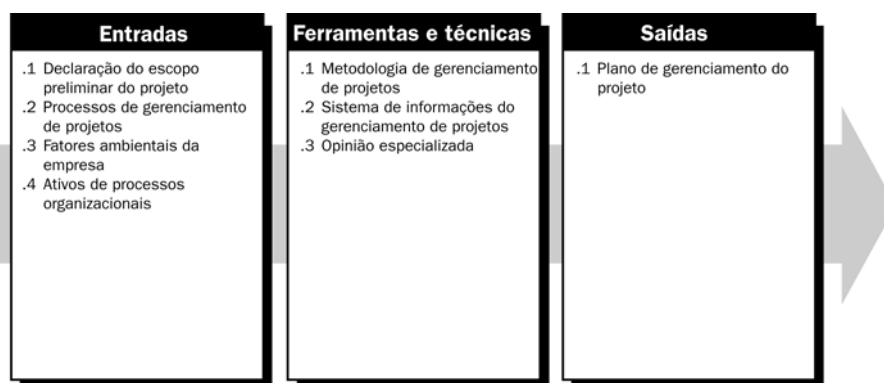 Entradas
.1 Declaração do escopo
preliminar do projeto
.2 Processos de gerenciamento
de projetos
.3 Fatores ambientais da
empresa
.4 Ativos de processos
organizacionais
Ferramentas e técnicas
.1 Metodologia de gerenciamento
de projetos
.2 Sistema de informações do
gerenciamento de projetos
.3 Opinião especializada
Saídas
.1 Plano de gerenciamento do
projeto